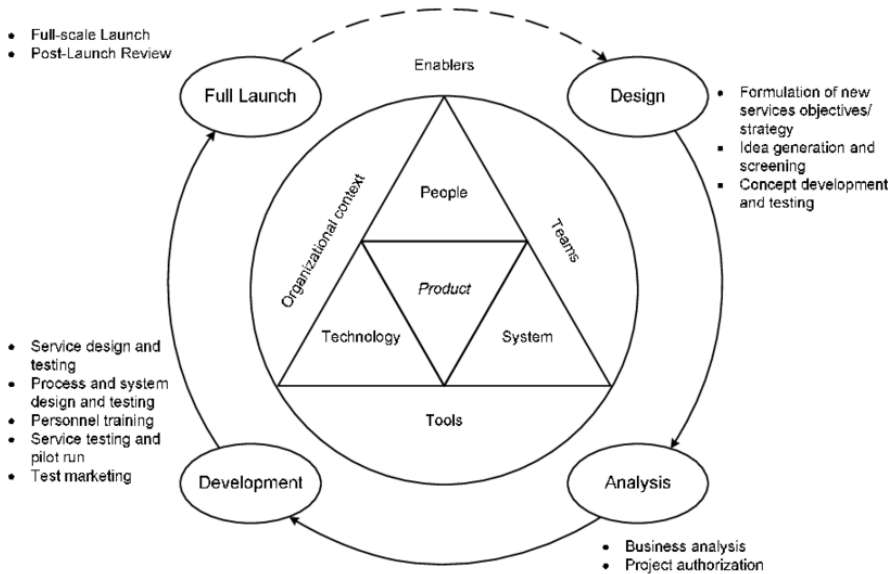 • Full-scale Launch
• Post-Launch Review
Enablers
Full Launch
Design
• Formulation of new
services objectives/
strategy
▪ Idea generation and
screening
▪ Concept development
and testing
People
Organizational context
Teams
Product
Technology
System
Tools
• Service design and
testing
• Process and system
design and testing
• Personnel training
• Service testing and
pilot run
• Test marketing
Development
Analysis
• Business analysis
• Project authorization